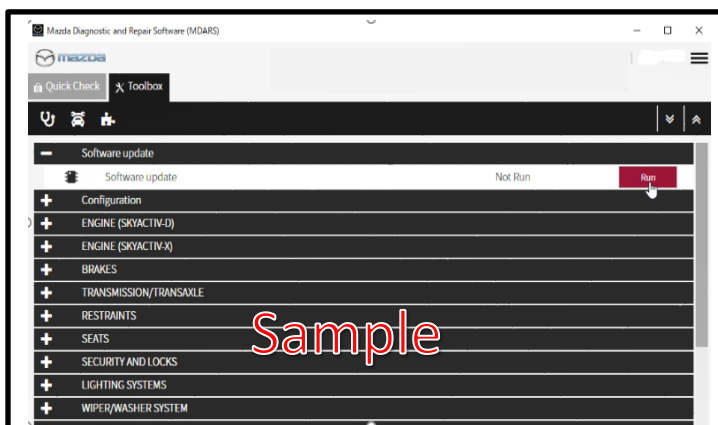 Mazda Diagnostic and Repair Software (MDARS)
mazda
Quick Check Toolbox
Software update
Software update Not Run Run
Configuration
ENGINE (SKYACTIV-D)
ENGINE (SKYACTIV-X)
BRAKES
TRANSMISSION/TRANSAXLE
RESTRAINTS
SEATS
SECURITY AND LOCKS
LIGHTING SYSTEMS
WIPER/WASHER SYSTEM
Sample